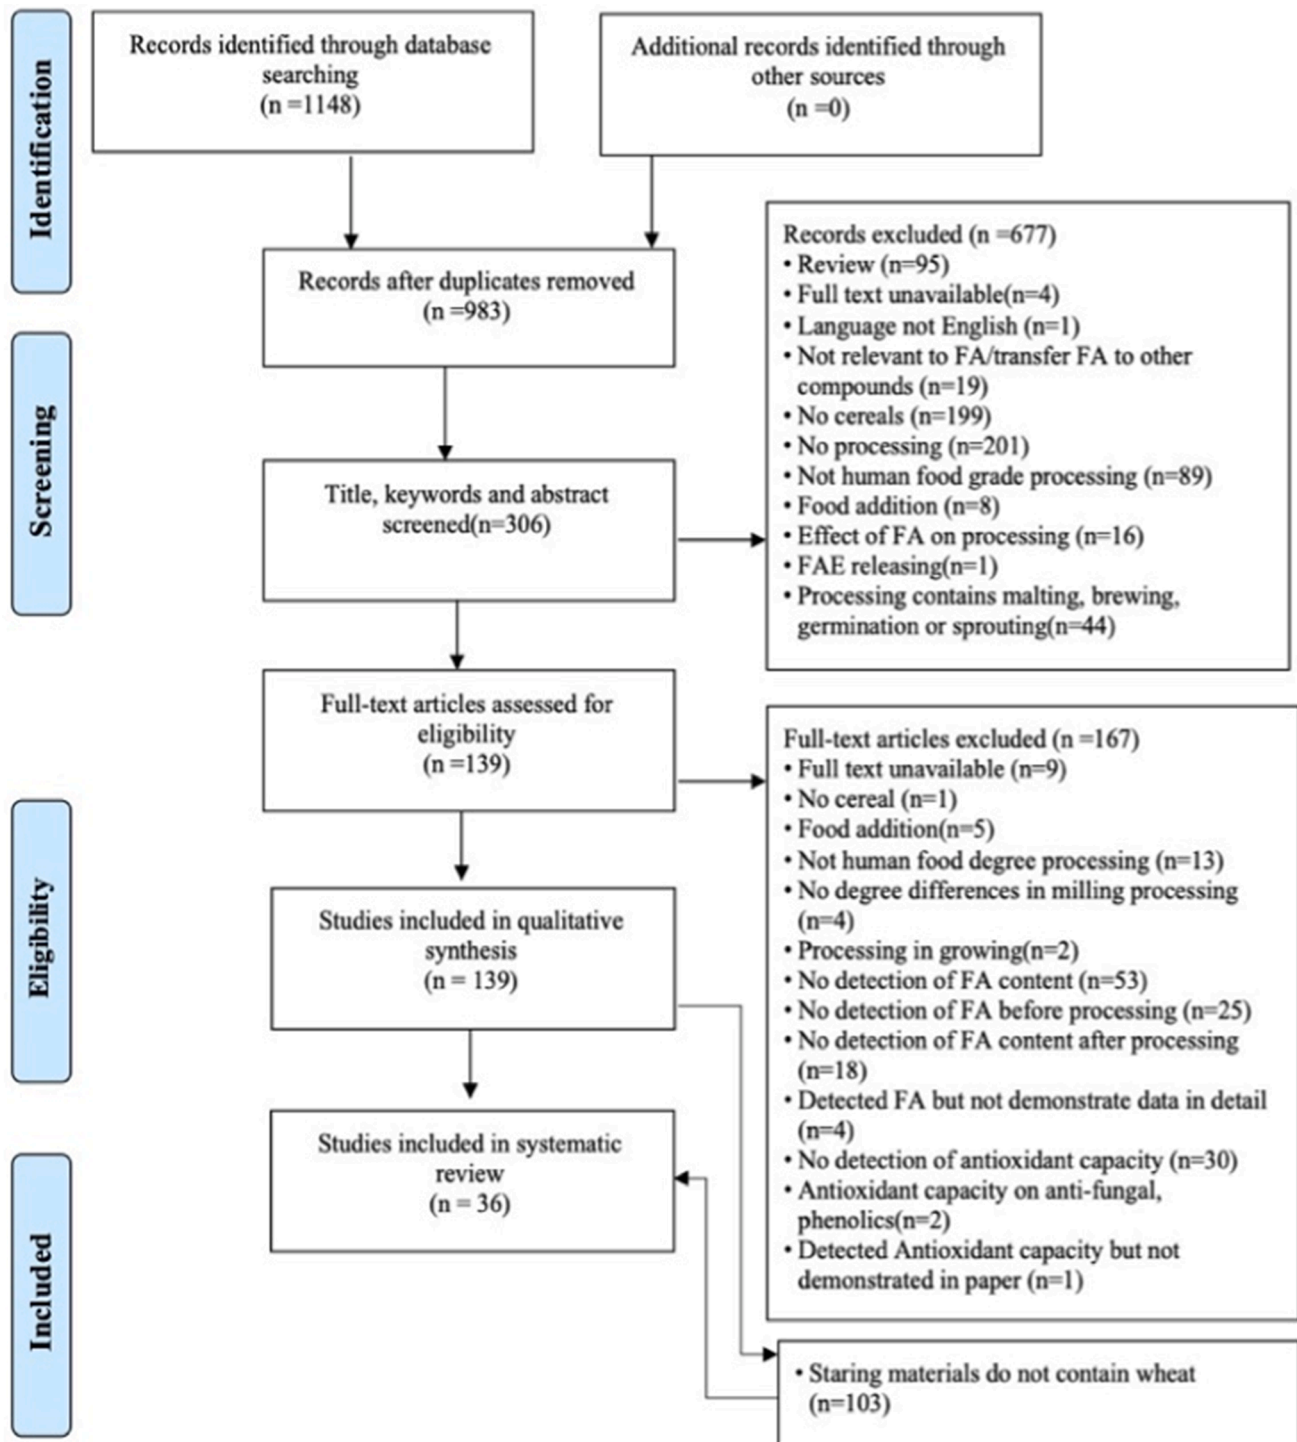 Identification
Records identified through database
searching
(n =1148)
Additional records identified through
other sources
(n =0)
Records after duplicates removed
(n =983)
Records excluded (n =677)
• Review (n=95)
• Full text unavailable(n=4)
• Language not English (n=1)
• Not relevant to FA/transfer FA to other
compounds (n=19)
• No cereals (n=199)
• No processing (n=201)
• Not human food grade processing (n=89)
• Food addition (n=8)
• Effect of FA on processing (n=16)
• FAE releasing(n=1)
• Processing contains malting, brewing,
germination or sprouting(n=44)
Screening
Title, keywords and abstract
screened(n=306)
Full-text articles assessed for
eligibility
(n =139)
Full-text articles excluded (n =167)
• Full text unavailable (n=9)
• No cereal (n=1)
• Food addition(n=5)
• Not human food degree processing (n=13)
• No degree differences in milling processing
(n=4)
• Processing in growing(n=2)
• No detection of FA content (n=53)
• No detection of FA before processing (n=25)
• No detection of FA content after processing
(n=18)
• Detected FA but not demonstrate data in detail
(n=4)
• No detection of antioxidant capacity (n=30)
• Antioxidant capacity on anti-fungal,
phenolics(n=2)
• Detected Antioxidant capacity but not
demonstrated in paper (n=1)
Eligibility
Studies included in qualitative
synthesis
(n = 139)
Included
Studies included in systematic
review
(n = 36)
• Staring materials do not contain wheat
(n=103)